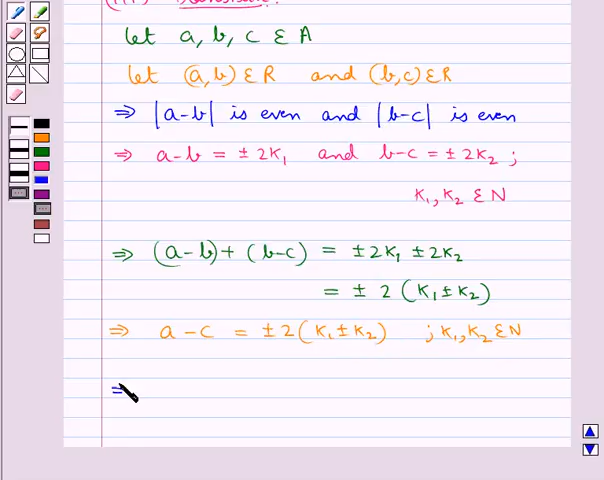 let a, b, c ε A
let (a,b) ε R and (b,c) ε R
⇒ |a-b| is even and |b-c| is even
⇒ a-b = ± 2K₁ and b-c = ± 2K₂ ;
K₁, K₂ ε N
⇒ (a-b) + (b-c) = ± 2K₁ ± 2K₂
= ± 2 (K₁ ± K₂)
⇒ a-c = ± 2 (K₁ ± K₂) ; K₁, K₂ ε N
=